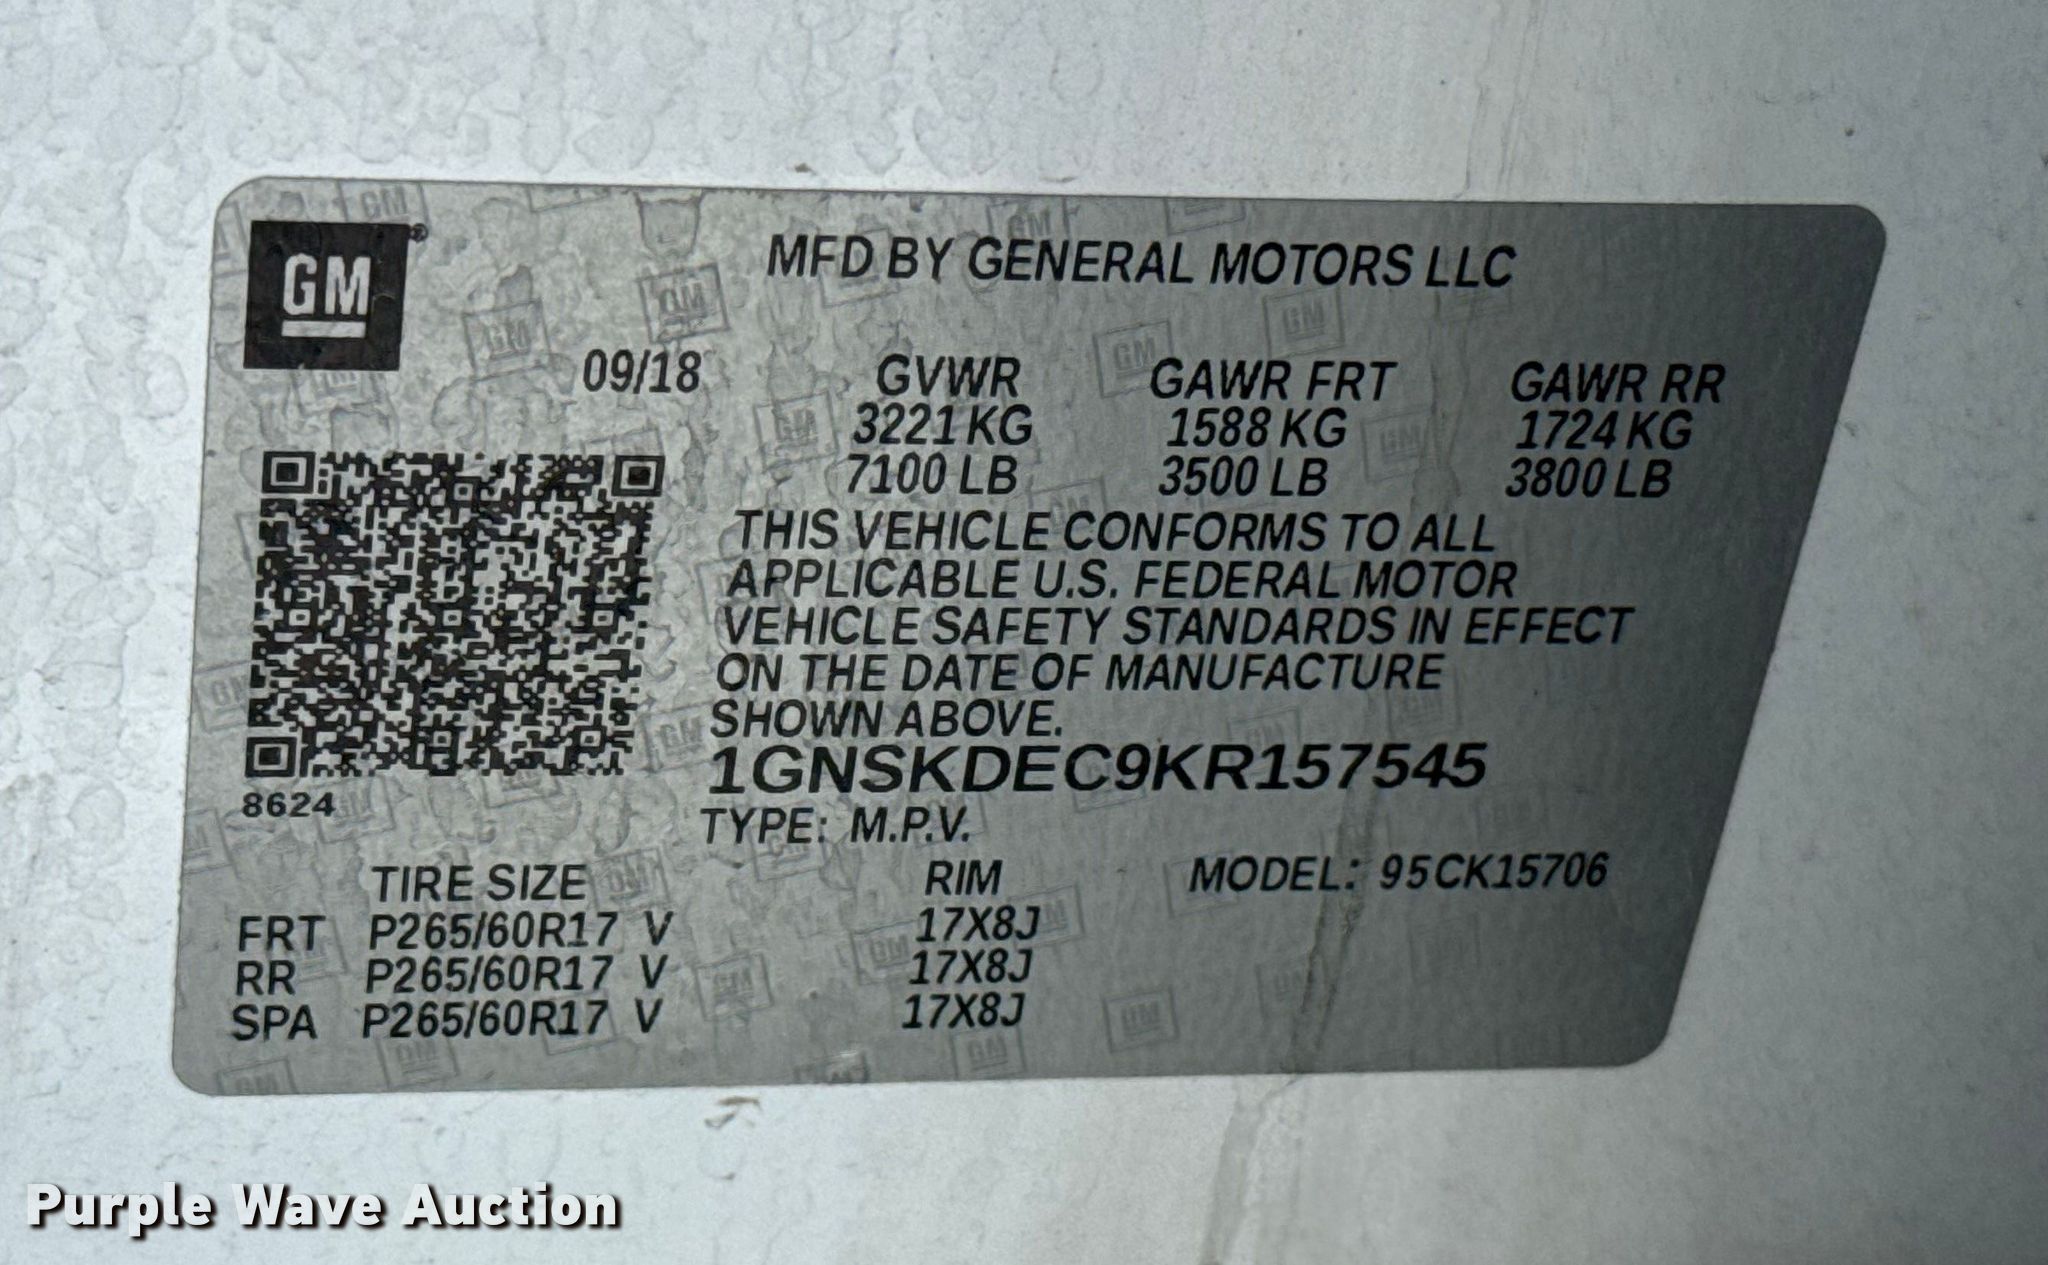 GM®
MFD BY GENERAL MOTORS LLC
09/18
GVWR GAWR FRT GAWR RR
3221 KG 1588 KG 1724 KG
7100 LB 3500 LB 3800 LB
THIS VEHICLE CONFORMS TO ALL
APPLICABLE U.S. FEDERAL MOTOR
VEHICLE SAFETY STANDARDS IN EFFECT
ON THE DATE OF MANUFACTURE
SHOWN ABOVE.
1GNSKDEC9KR157545
8624
TYPE: M.P.V.
TIRE SIZE RIM MODEL: 95CK15706
FRT P265/60R17 V 17X8J
RR P265/60R17 V 17X8J
SPA P265/60R17 V 17X8J
Purple Wave Auction